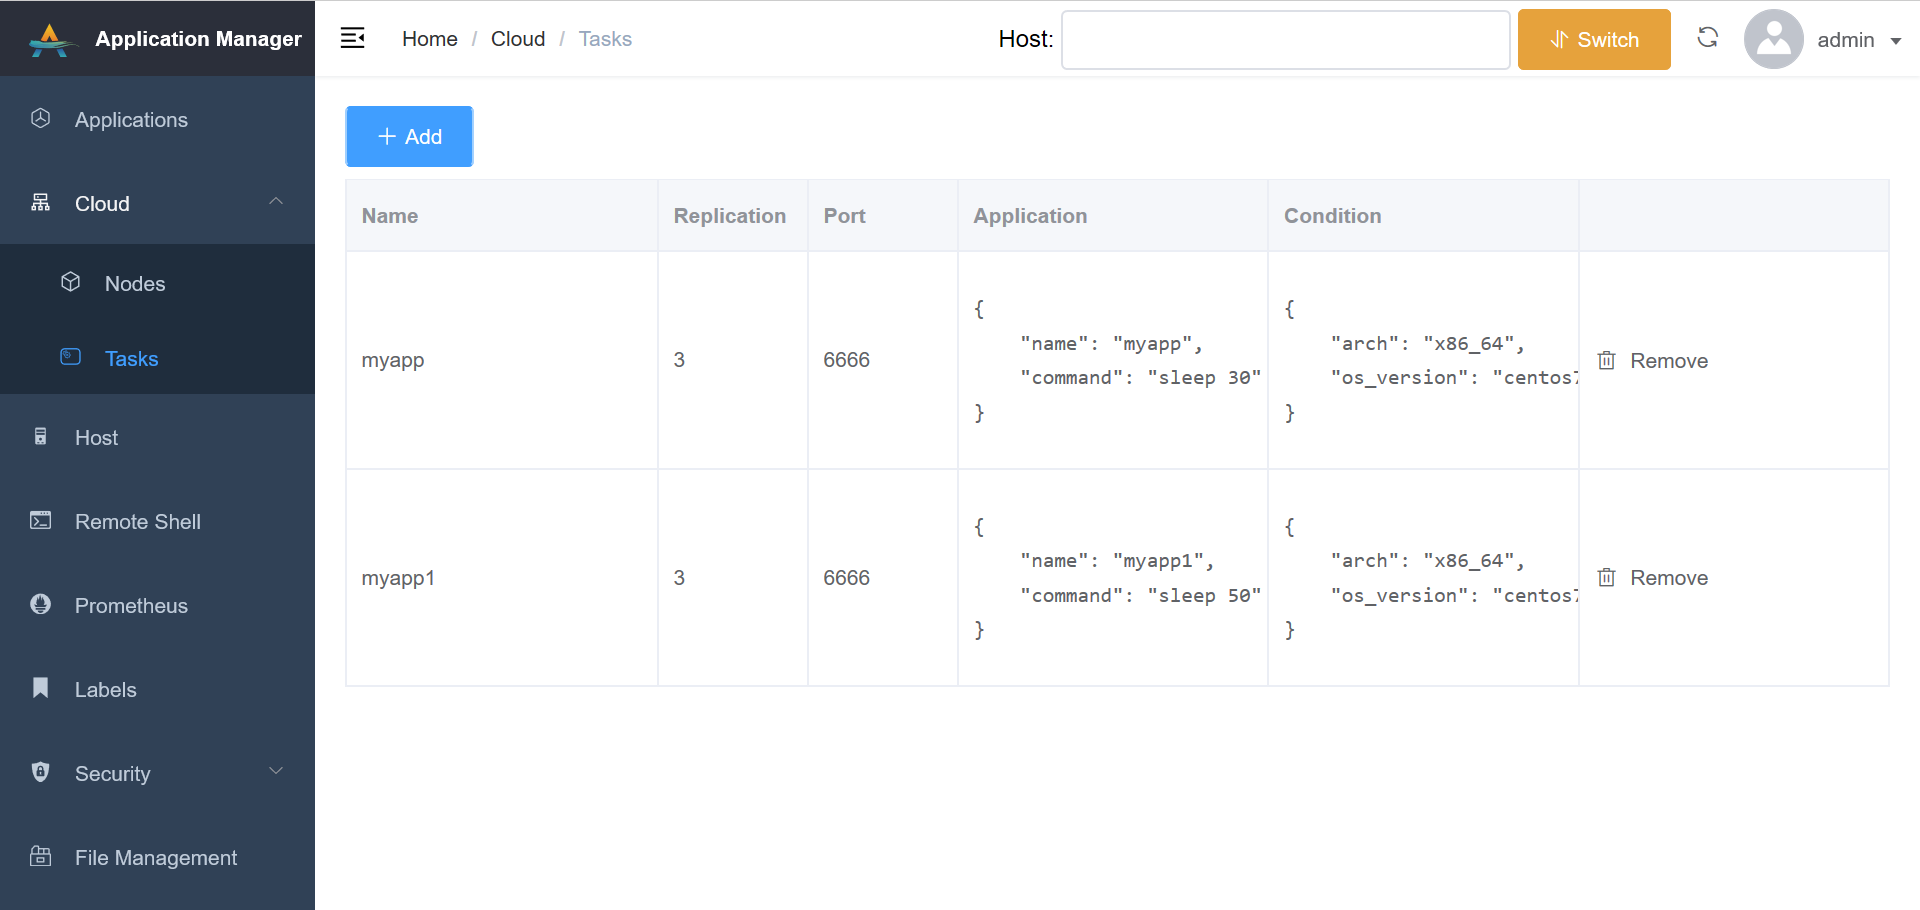 Application Manager
Home / Cloud / Tasks
Host:
Switch
admin
Applications
Cloud
Nodes
Tasks
Host
Remote Shell
Prometheus
Labels
Security
File Management
Add
Name Replication Port Application Condition
myapp 3 6666
{
"name": "myapp",
"command": "sleep 30"
}
{
"arch": "x86_64",
"os_version": "centos7
}
Remove
myapp1 3 6666
{
"name": "myapp1",
"command": "sleep 50"
}
{
"arch": "x86_64",
"os_version": "centos7
}
Remove